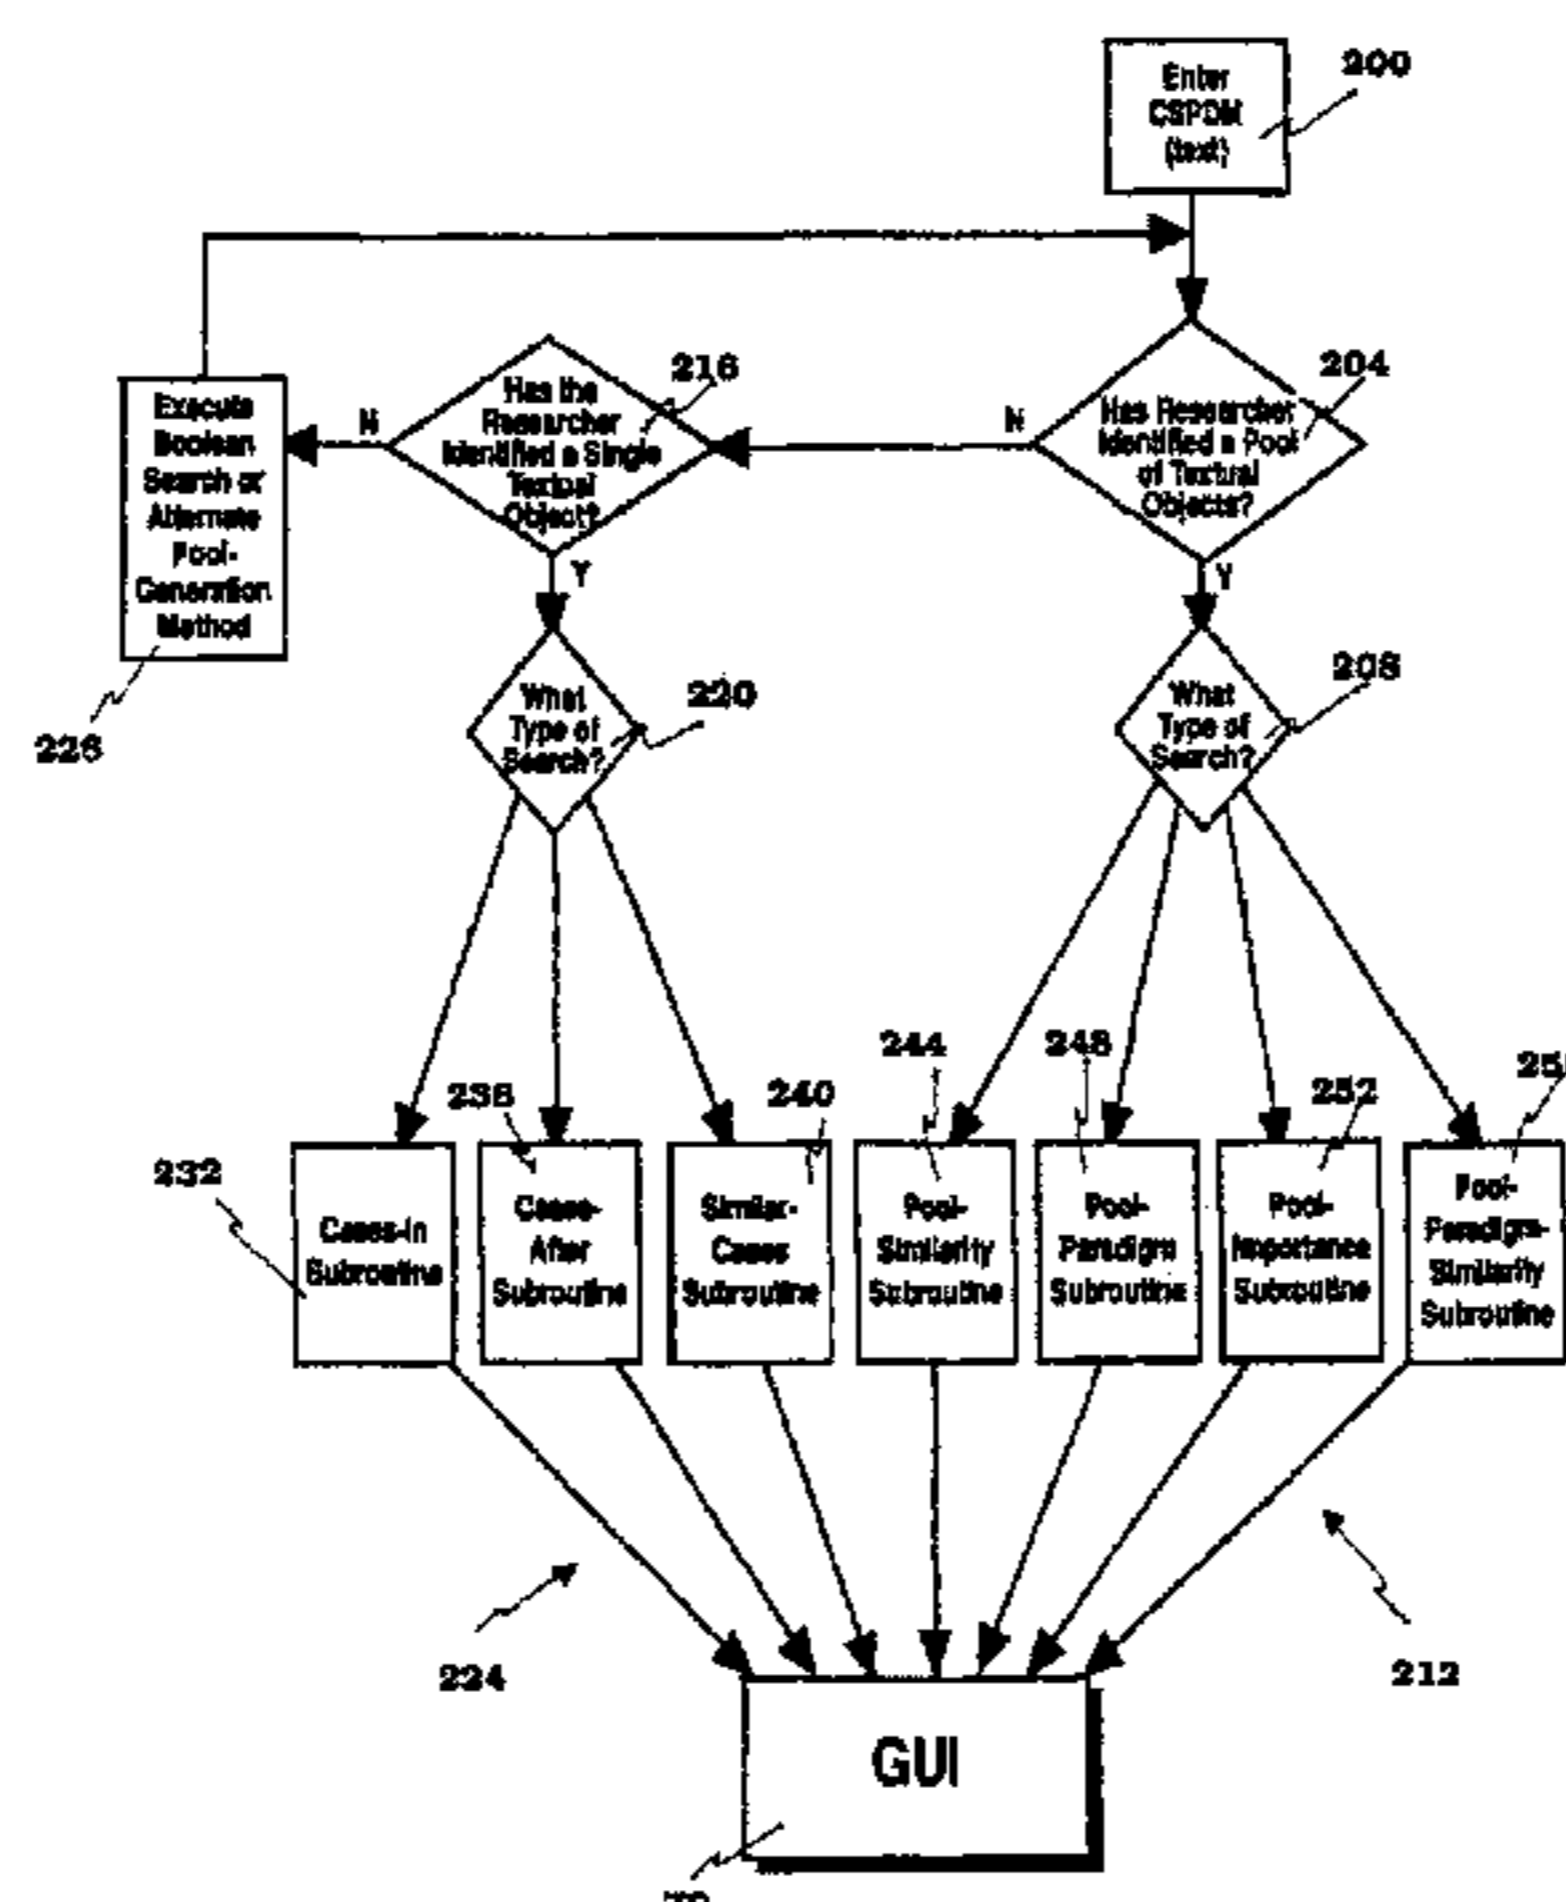 Enter
CSPDM
(text)
200
Has Researcher
Identified a Pool
of Textual
Objects?
204
N
Y
Has the
Researcher
Identified a Single
Textual
Object?
216
N
Y
Execute
Boolean
Search or
Alternate
Pool-
Generation
Method
What
Type of
Search?
220
What
Type of
Search?
208
232
Cases-In
Subroutine
236
Cases-
After
Subroutine
240
Similar-
Cases
Subroutine
244
Pool-
Similarity
Subroutine
248
Pool-
Paradigm
Subroutine
252
Pool-
Importance
Subroutine
Pool-
Paradigm-
Similarity
Subroutine
224
212
GUI